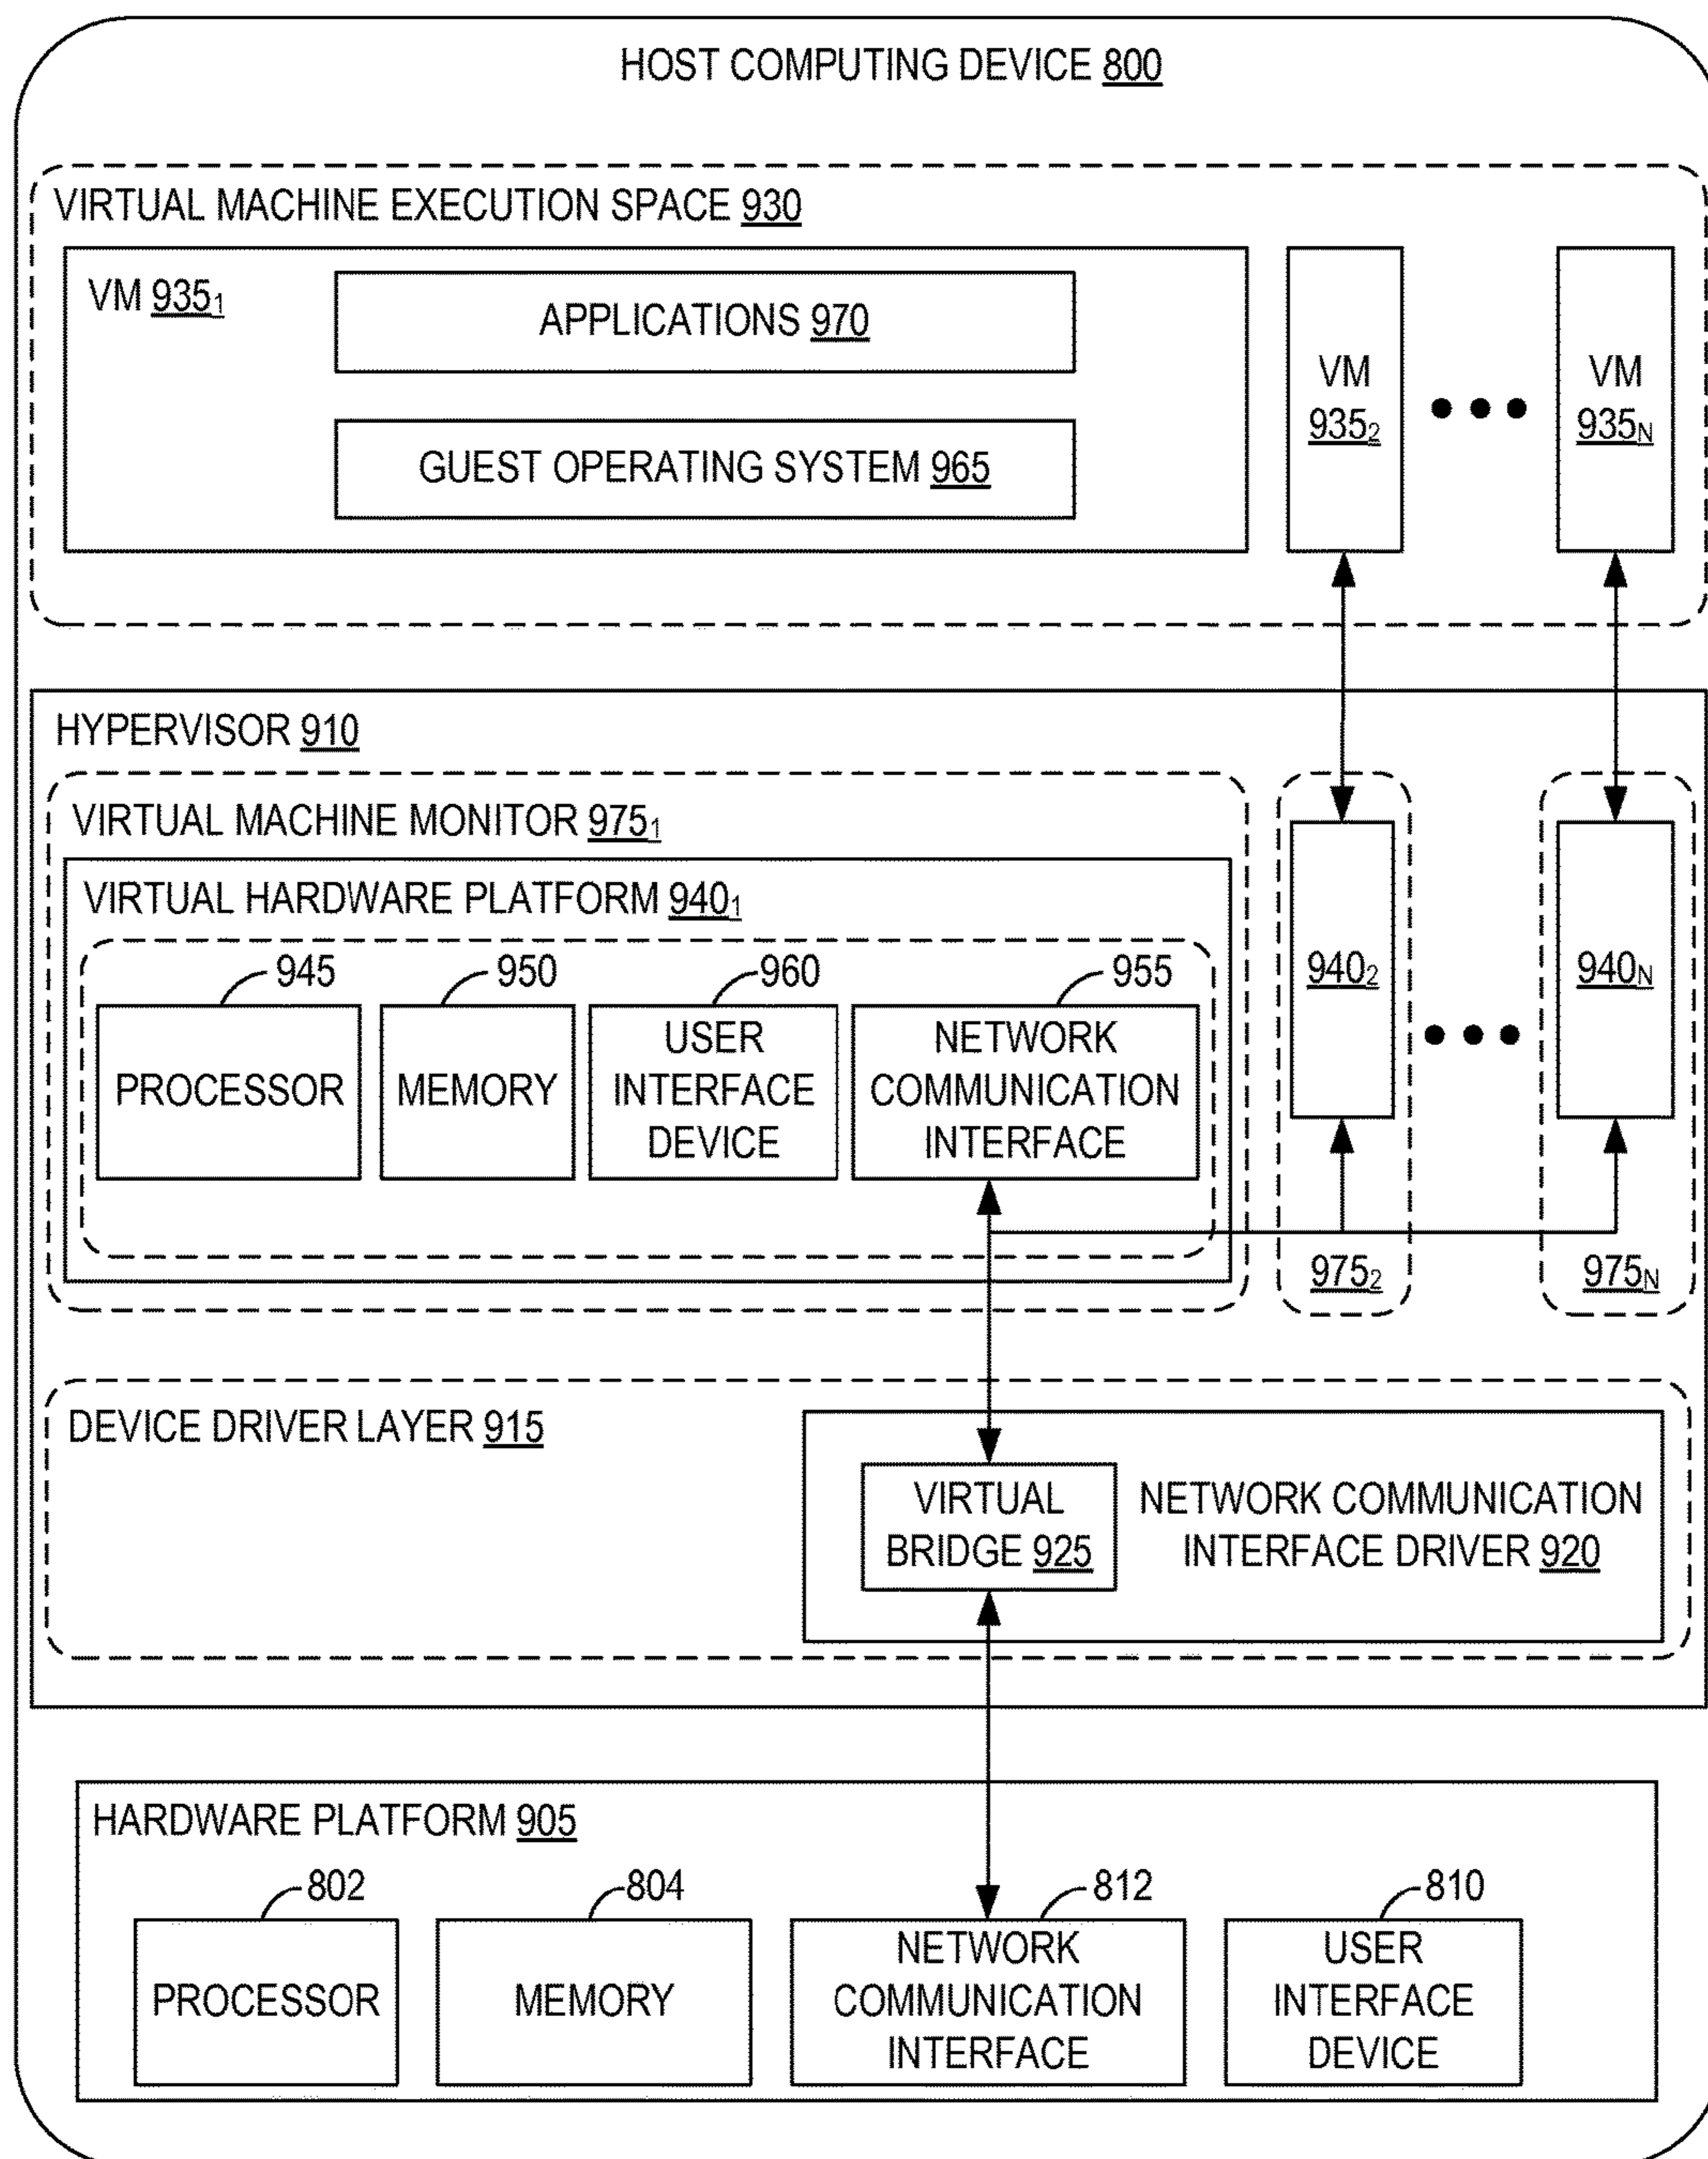 HOST COMPUTING DEVICE 800
VIRTUAL MACHINE EXECUTION SPACE 930
VM 935₁
APPLICATIONS 970
GUEST OPERATING SYSTEM 965
VM
935₂
VM
935N
HYPERVISOR 910
VIRTUAL MACHINE MONITOR 975₁
VIRTUAL HARDWARE PLATFORM 940₁
945
950
960
955
PROCESSOR
MEMORY
USER
INTERFACE
DEVICE
NETWORK
COMMUNICATION
INTERFACE
940₂
940N
975₂
975N
DEVICE DRIVER LAYER 915
VIRTUAL
BRIDGE 925
NETWORK COMMUNICATION
INTERFACE DRIVER 920
HARDWARE PLATFORM 905
802
804
812
810
PROCESSOR
MEMORY
NETWORK
COMMUNICATION
INTERFACE
USER
INTERFACE
DEVICE